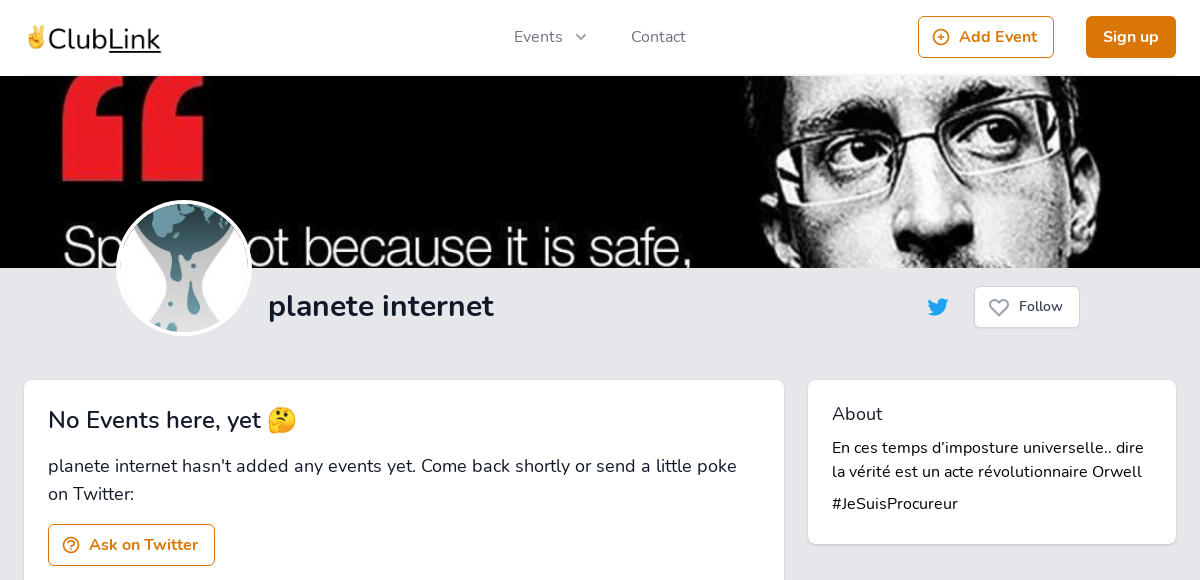 ClubLink
Events
Contact
Add Event
Sign up
ot because it is safe,
planete internet
Follow
No Events here, yet 🤔
planete internet hasn't added any events yet. Come back shortly or send a little poke
on Twitter:
Ask on Twitter
About
En ces temps d’imposture universelle.. dire
la vérité est un acte révolutionnaire Orwell
#JeSuisProcureur